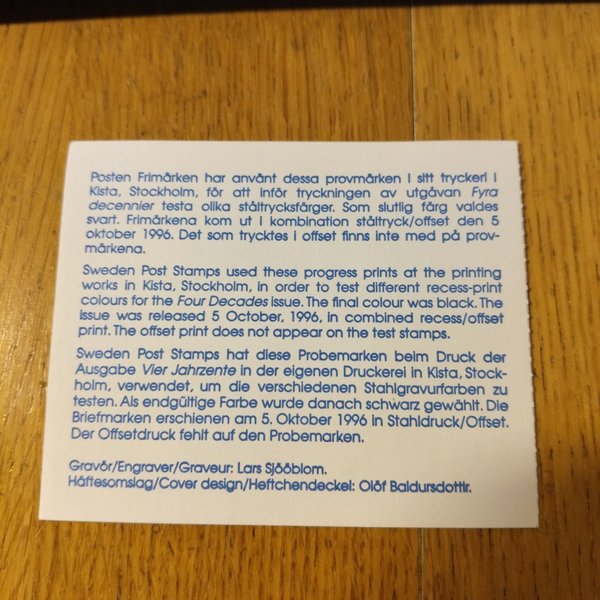 Posten Frimärken har använt dessa provmärken i sitt tryckeri i
Kista, Stockholm, för att inför tryckningen av utgåvan Fyra
decennier testa olika ståltrycksfärger. Som slutlig färg valdes
svart. Frimärkena kom ut i kombination ståltryck/offset den 5
oktober 1996. Det som trycktes i offset finns inte med på prov-
märkena.
Sweden Post Stamps used these progress prints at the printing
works in Kista, Stockholm, in order to test different recess-print
colours for the Four Decades issue. The final colour was black. The
issue was released 5 October, 1996, in combined recess/offset
print. The offset print does not appear on the test stamps.
Sweden Post Stamps hat diese Probemarken beim Druck der
Ausgabe Vier Jahrzente in der eigenen Druckerei in Kista, Stock-
holm, verwendet, um die verschiedenen Stahlgravurfarben zu
testen. Als endgültige Farbe wurde danach schwarz gewählt. Die
Briefmarken erschienen am 5. Oktober 1996 in Stahldruck/Offset.
Der Offsetdruck fehlt auf den Probemarken.
Gravör/Engraver/Graveur: Lars Sjööblom.
Häftesomslag/Cover design/Heftchendeckel: Olöf Baldursdottir.